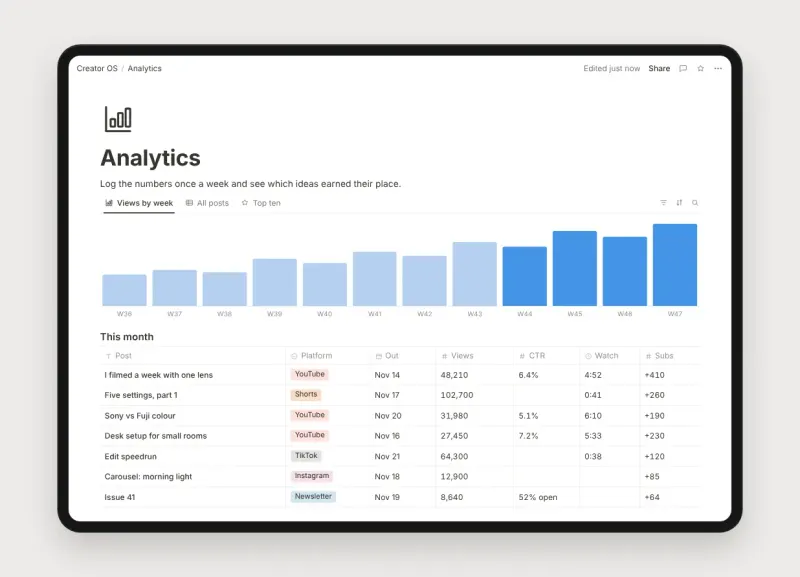 Creator OS / Analytics Edited just now Share
Analytics
Log the numbers once a week and see which ideas earned their place.
Views by week All posts Top ten
W36 W37 W38 W39 W40 W41 W42 W43 W44 W45 W46 W47
This month
Post Platform Out # Views # CTR Watch # Subs
I filmed a week with one lens YouTube Nov 14 48,210 6.4% 4:52 +410
Five settings, part 1 Shorts Nov 17 102,700 0:41 +260
Sony vs Fuji colour YouTube Nov 20 31,980 5.1% 6:10 +190
Desk setup for small rooms YouTube Nov 16 27,450 7.2% 5:33 +230
Edit speedrun TikTok Nov 21 64,300 0:38 +120
Carousel: morning light Instagram Nov 18 12,900 +85
Issue 41 Newsletter Nov 19 8,640 52% open +64